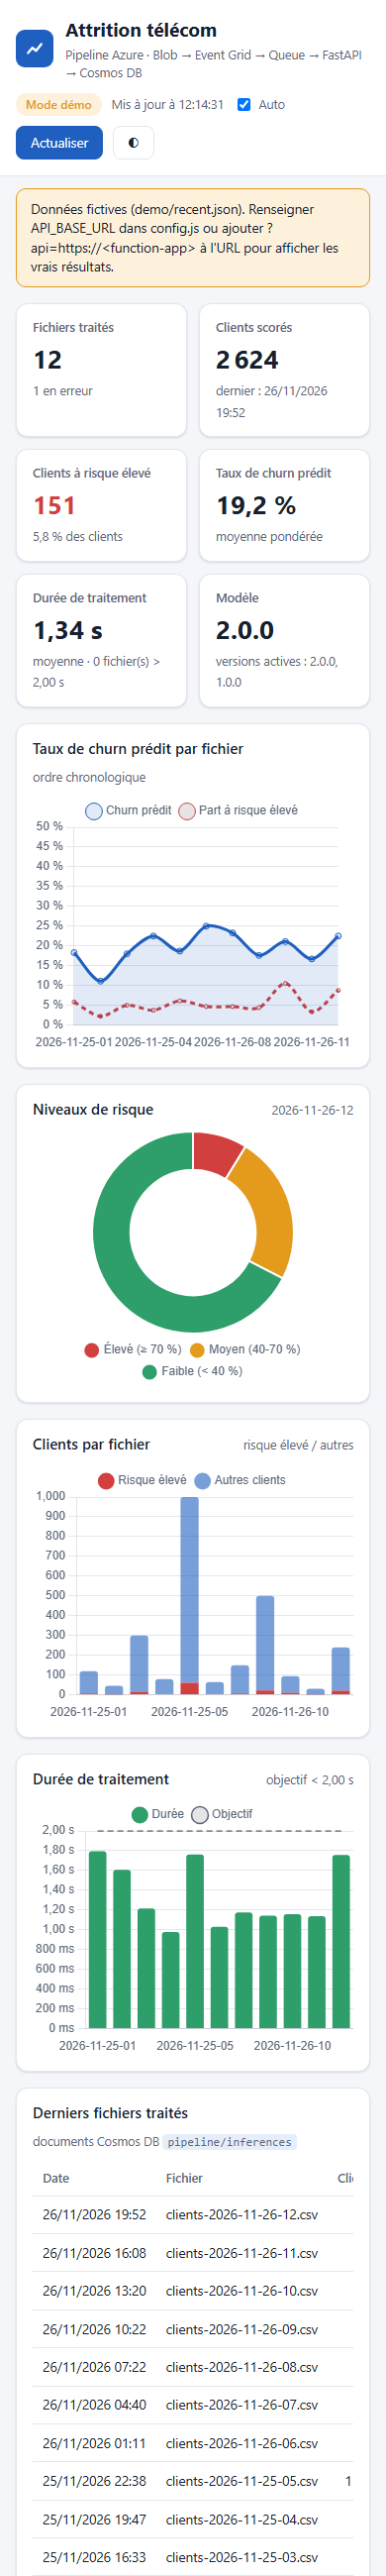 Attrition télécom
Pipeline Azure · Blob → Event Grid → Queue → FastAPI
→ Cosmos DB
Mode démo Mis à jour à 12:14:31 Auto
Actualiser
Données fictives (demo/recent.json). Renseigner
API_BASE_URL dans config.js ou ajouter ?
api=https://<function-app> à l'URL pour afficher les
vrais résultats.
Fichiers traités
12
1 en erreur
Clients scorés
2 624
dernier : 26/11/2026
19:52
Clients à risque élevé
151
5,8 % des clients
Taux de churn prédit
19,2 %
moyenne pondérée
Durée de traitement
1,34 s
moyenne · 0 fichier(s) >
2,00 s
Modèle
2.0.0
versions actives : 2.0.0,
1.0.0
Taux de churn prédit par fichier
ordre chronologique
Churn prédit Part à risque élevé
50 %
45 %
40 %
35 %
30 %
25 %
20 %
15 %
10 %
5 %
0 %
2026-11-25-01 2026-11-25-04 2026-11-26-08 2026-11-26-11
Niveaux de risque 2026-11-26-12
Élevé (≥ 70 %) Moyen (40-70 %)
Faible (< 40 %)
Clients par fichier risque élevé / autres
Risque élevé Autres clients
1,000
900
800
700
600
500
400
300
200
100
0
2026-11-25-01 2026-11-25-05 2026-11-26-10
Durée de traitement objectif < 2,00 s
Durée Objectif
2,00 s
1,80 s
1,60 s
1,40 s
1,20 s
1,00 s
800 ms
600 ms
400 ms
200 ms
0 ms
2026-11-25-01 2026-11-25-05 2026-11-26-10
Derniers fichiers traités
documents Cosmos DB pipeline/inferences
Date Fichier Clie
26/11/2026 19:52 clients-2026-11-26-12.csv
26/11/2026 16:08 clients-2026-11-26-11.csv
26/11/2026 13:20 clients-2026-11-26-10.csv
26/11/2026 10:22 clients-2026-11-26-09.csv
26/11/2026 07:22 clients-2026-11-26-08.csv
26/11/2026 04:40 clients-2026-11-26-07.csv
26/11/2026 01:11 clients-2026-11-26-06.csv
25/11/2026 22:38 clients-2026-11-25-05.csv 1
25/11/2026 19:47 clients-2026-11-25-04.csv
25/11/2026 16:33 clients-2026-11-25-03.csv